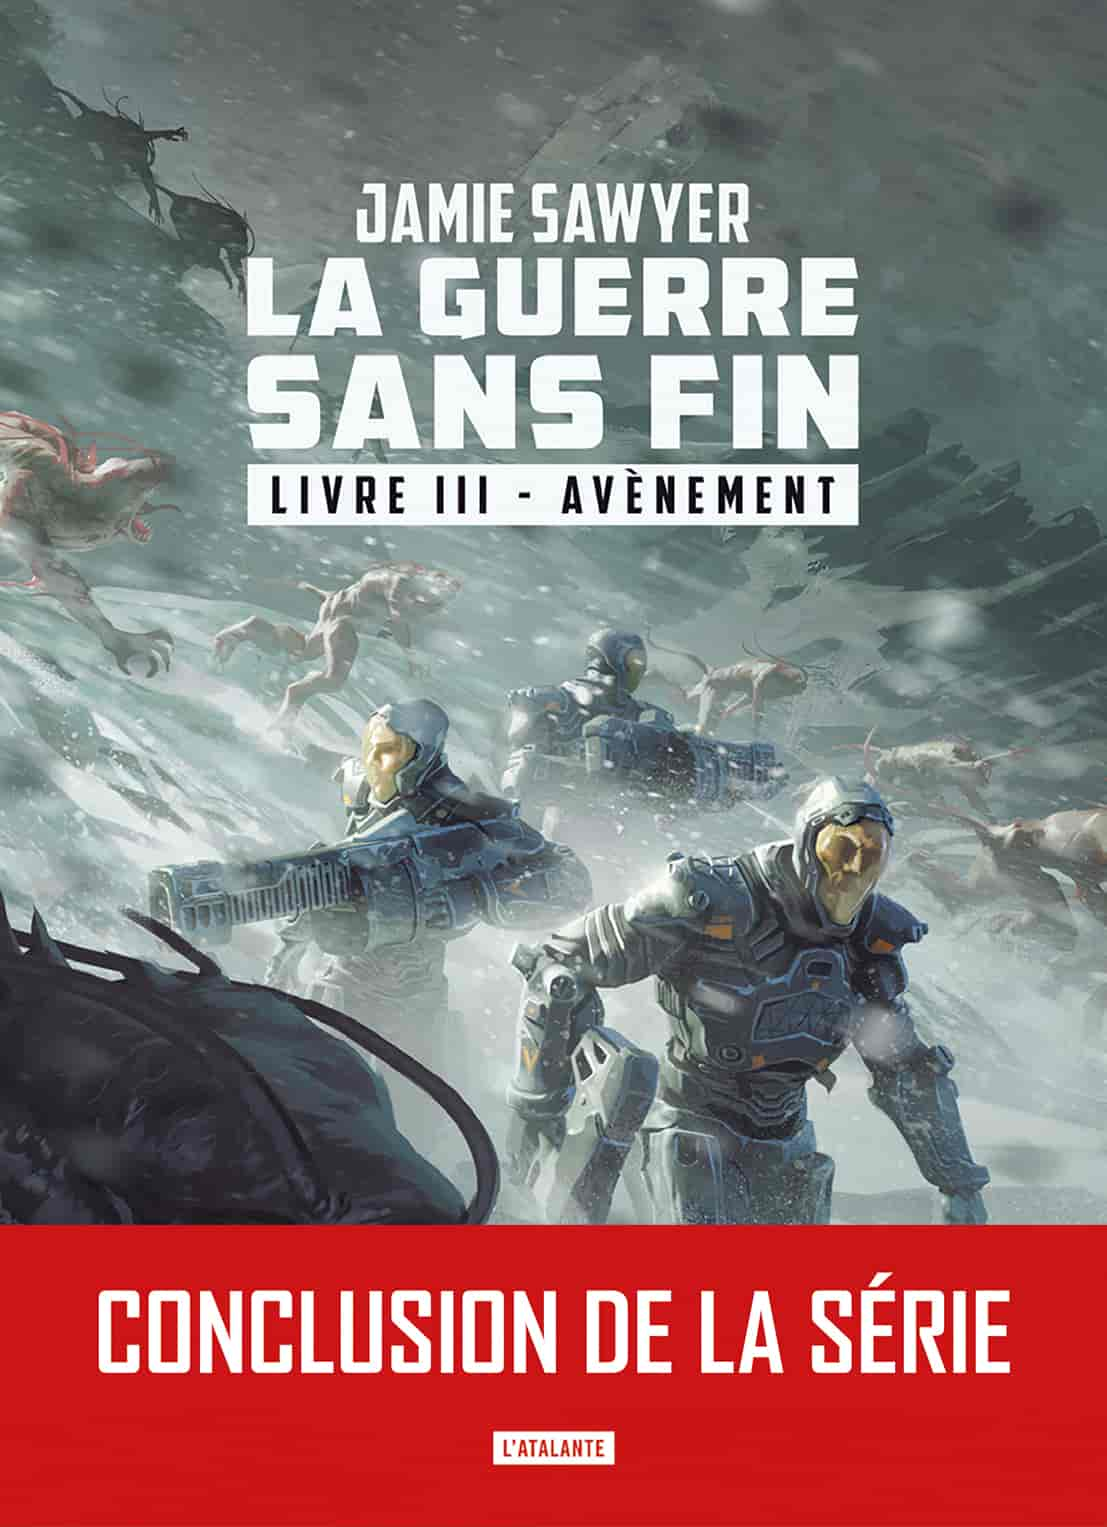 JAMIE SAWYER
LA GUERRE
SANS FIN
LIVRE III - AVÈNEMENT
CONCLUSION DE LA SÉRIE
L'ATALANTE